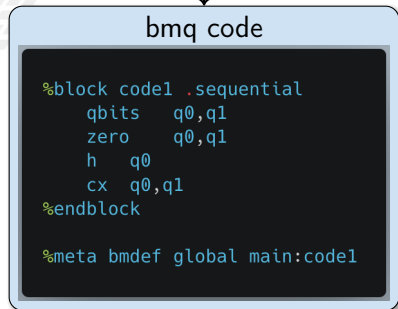 bmq code
%block code1 .sequential
qbits q0,q1
zero q0,q1
h q0
cx q0,q1
%endblock
%meta bmdef global main:code1